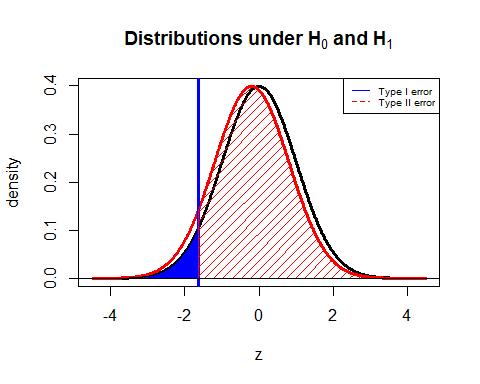 Distributions under H₀ and H₁
Type I error
Type II error
density
0.4
0.3
0.2
0.1
0.0
-4 -2 0 2 4
z